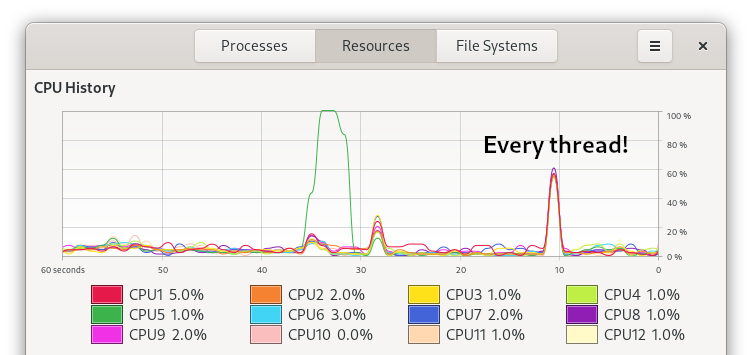 Processes Resources File Systems
CPU History
100 %
80 %
Every thread!
60 %
40 %
20 %
0 %
60 seconds 50 40 30 20 10 0
CPU1 5.0% CPU2 2.0% CPU3 1.0% CPU4 1.0%
CPU5 1.0% CPU6 3.0% CPU7 2.0% CPU8 1.0%
CPU9 2.0% CPU10 0.0% CPU11 1.0% CPU12 1.0%